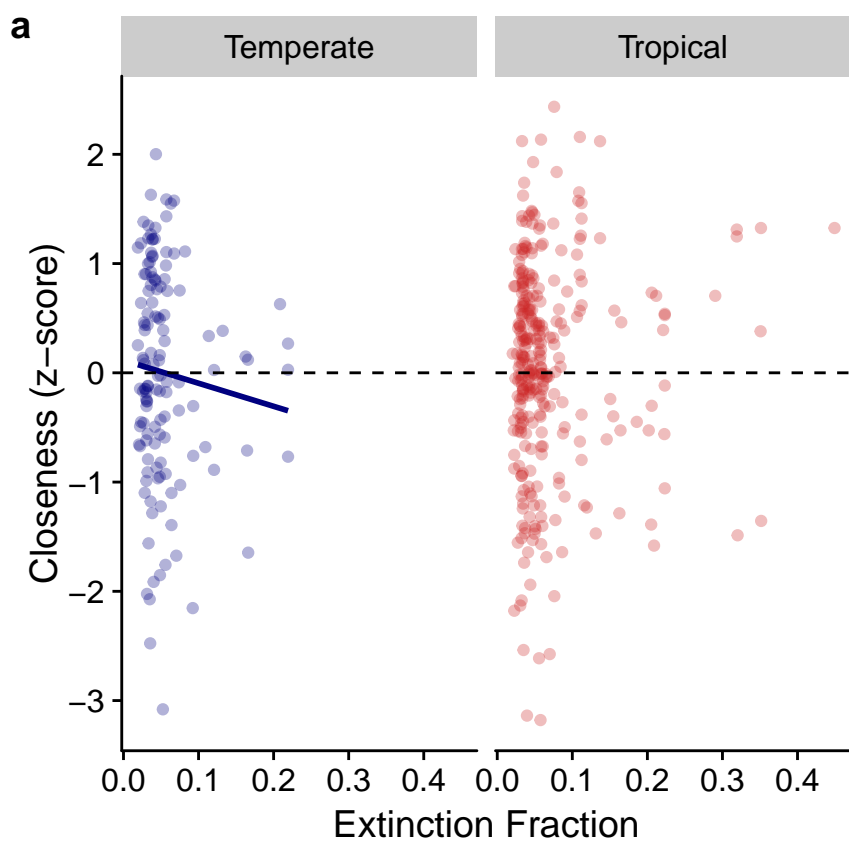 a
Temperate
Tropical
Closeness (z−score)
2
1
0
−1
−2
−3
0.0 0.1 0.2 0.3 0.4
0.0 0.1 0.2 0.3 0.4
Extinction Fraction